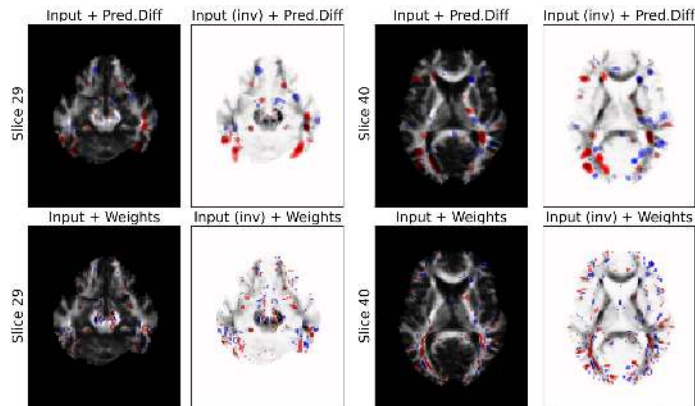 Input + Pred.Diff Input (inv) + Pred.Diff Input + Pred.Diff Input (inv) + Pred.Diff
Slice 29 Slice 40
Input + Weights Input (inv) + Weights Input + Weights Input (inv) + Weights
Slice 29 Slice 40